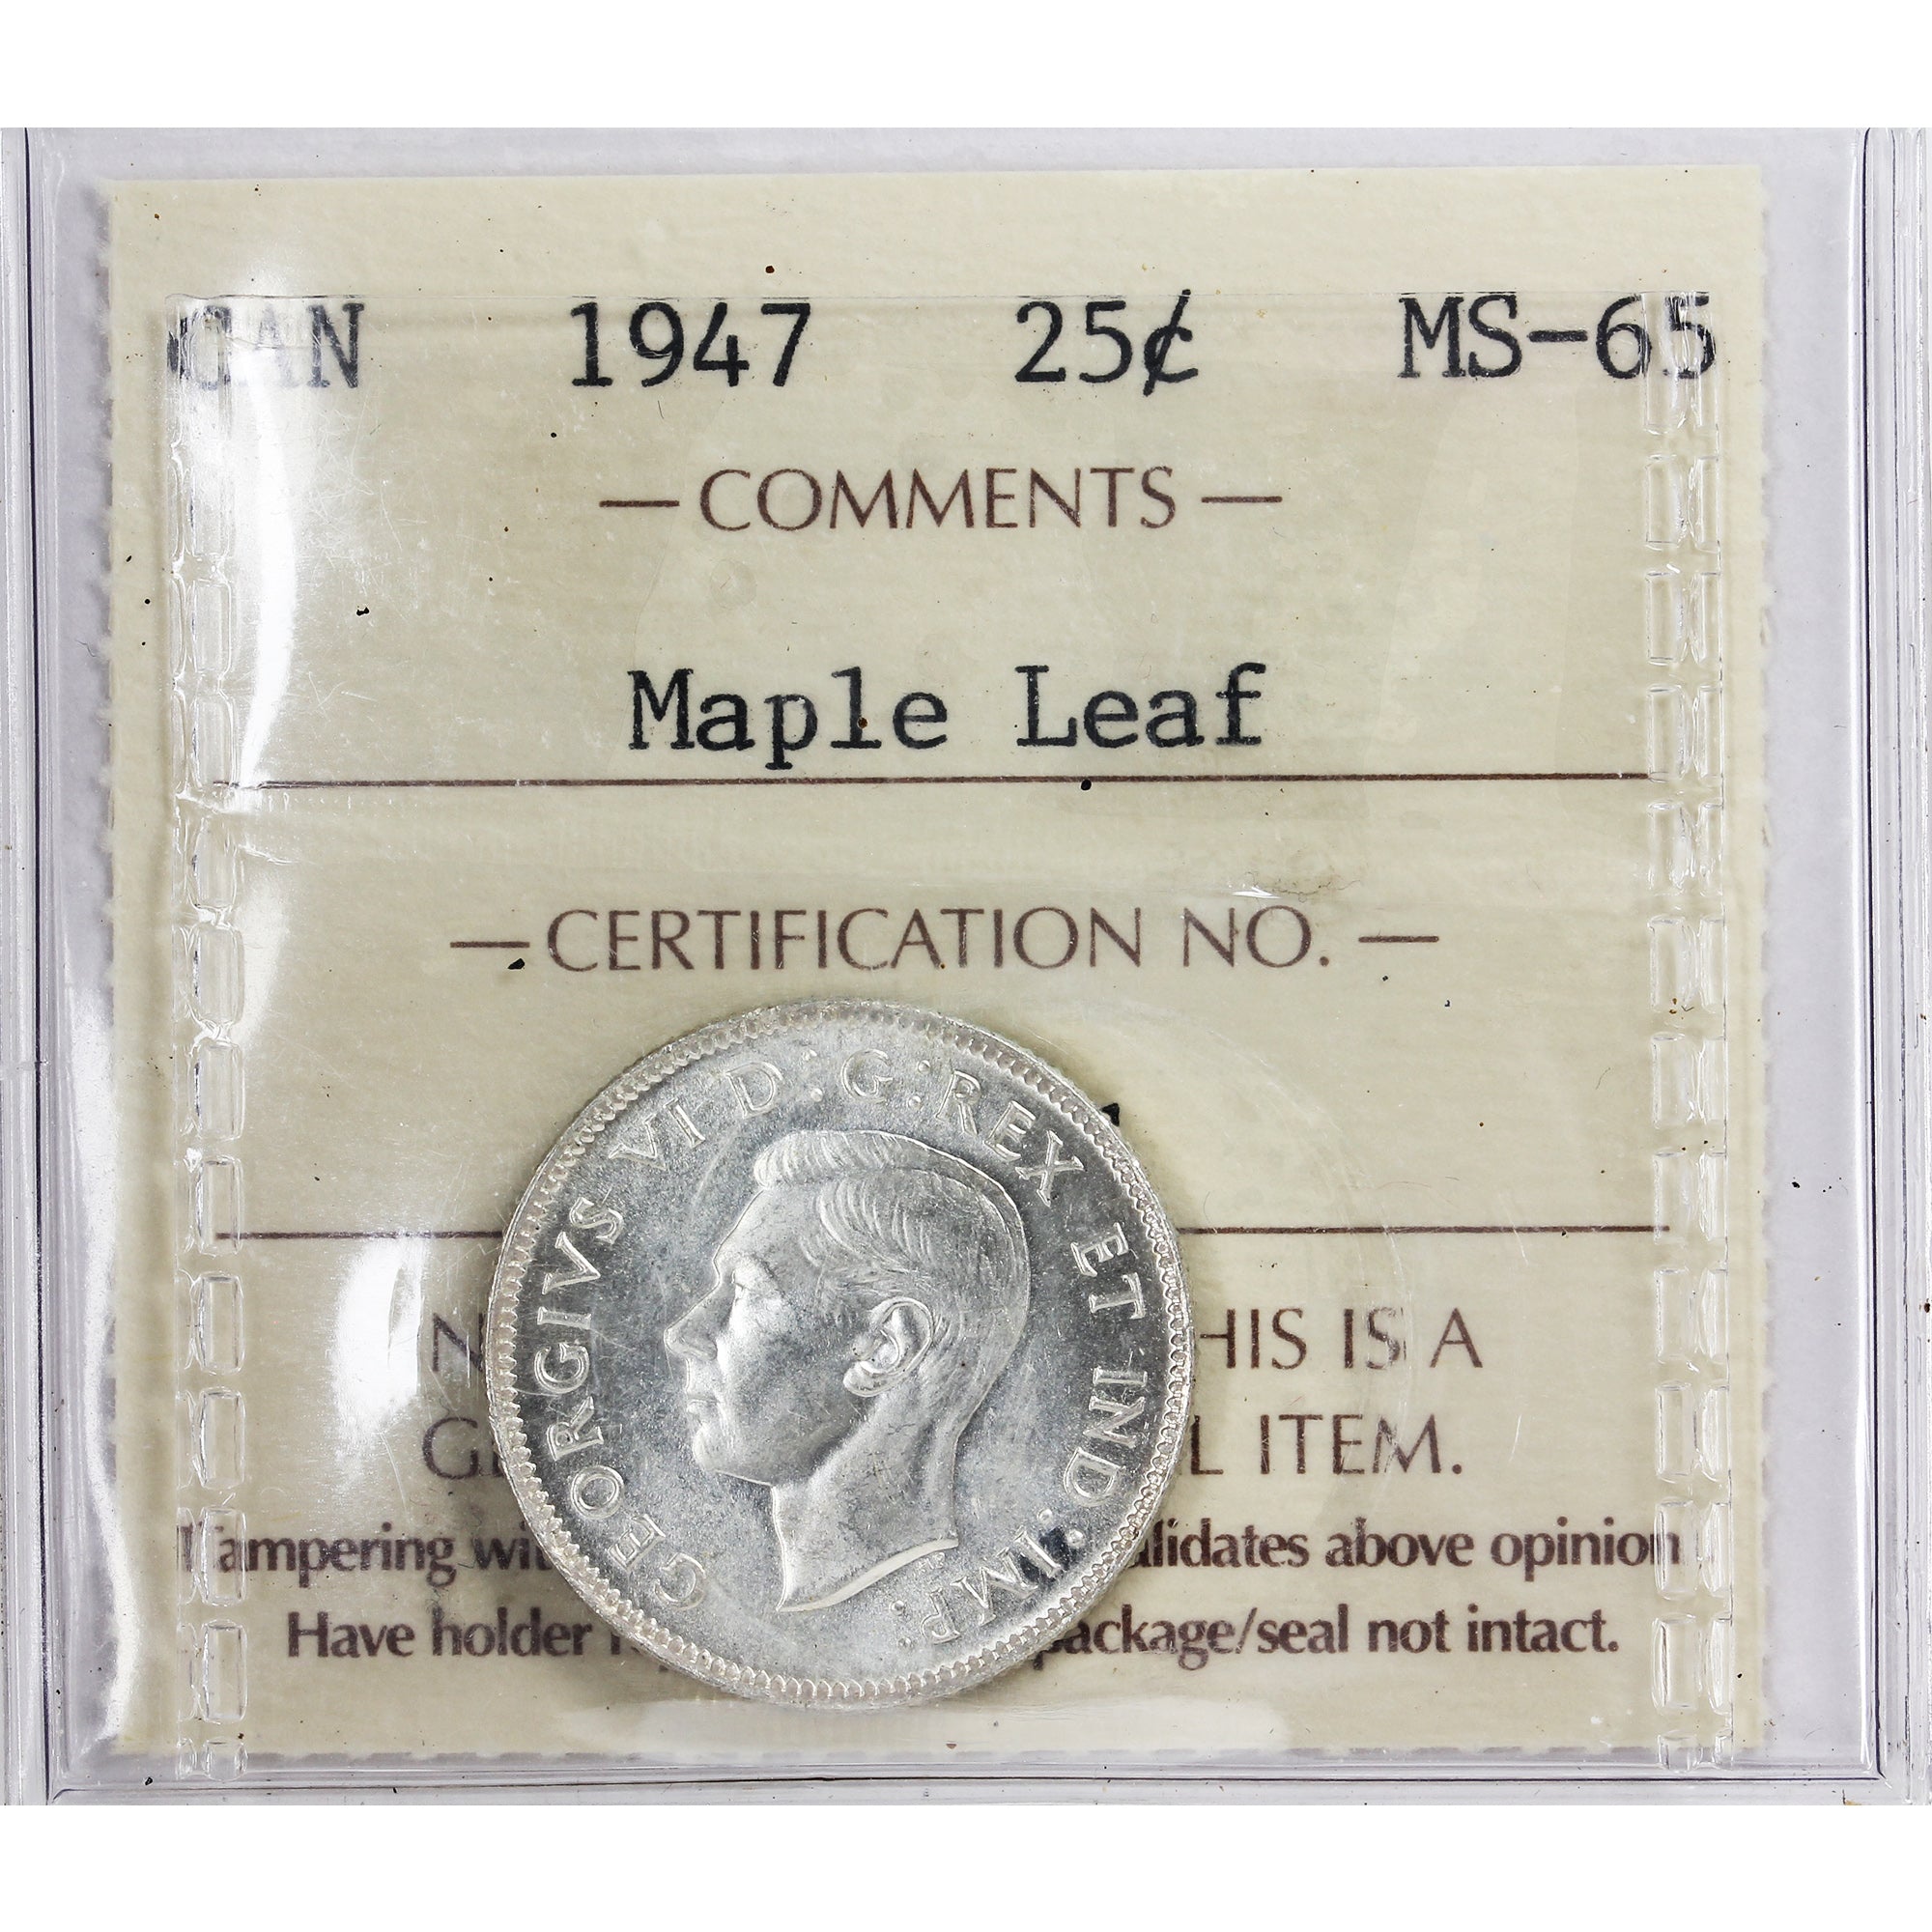 CAN 1947 25¢ MS-65
— COMMENTS —
Maple Leaf
— CERTIFICATION NO. —
GEORGIVS VI D:G:REX ET IND:IMP:
HIS IS A
L ITEM.
Tampering wi alidates above opinion
Have holder package/seal not intact.